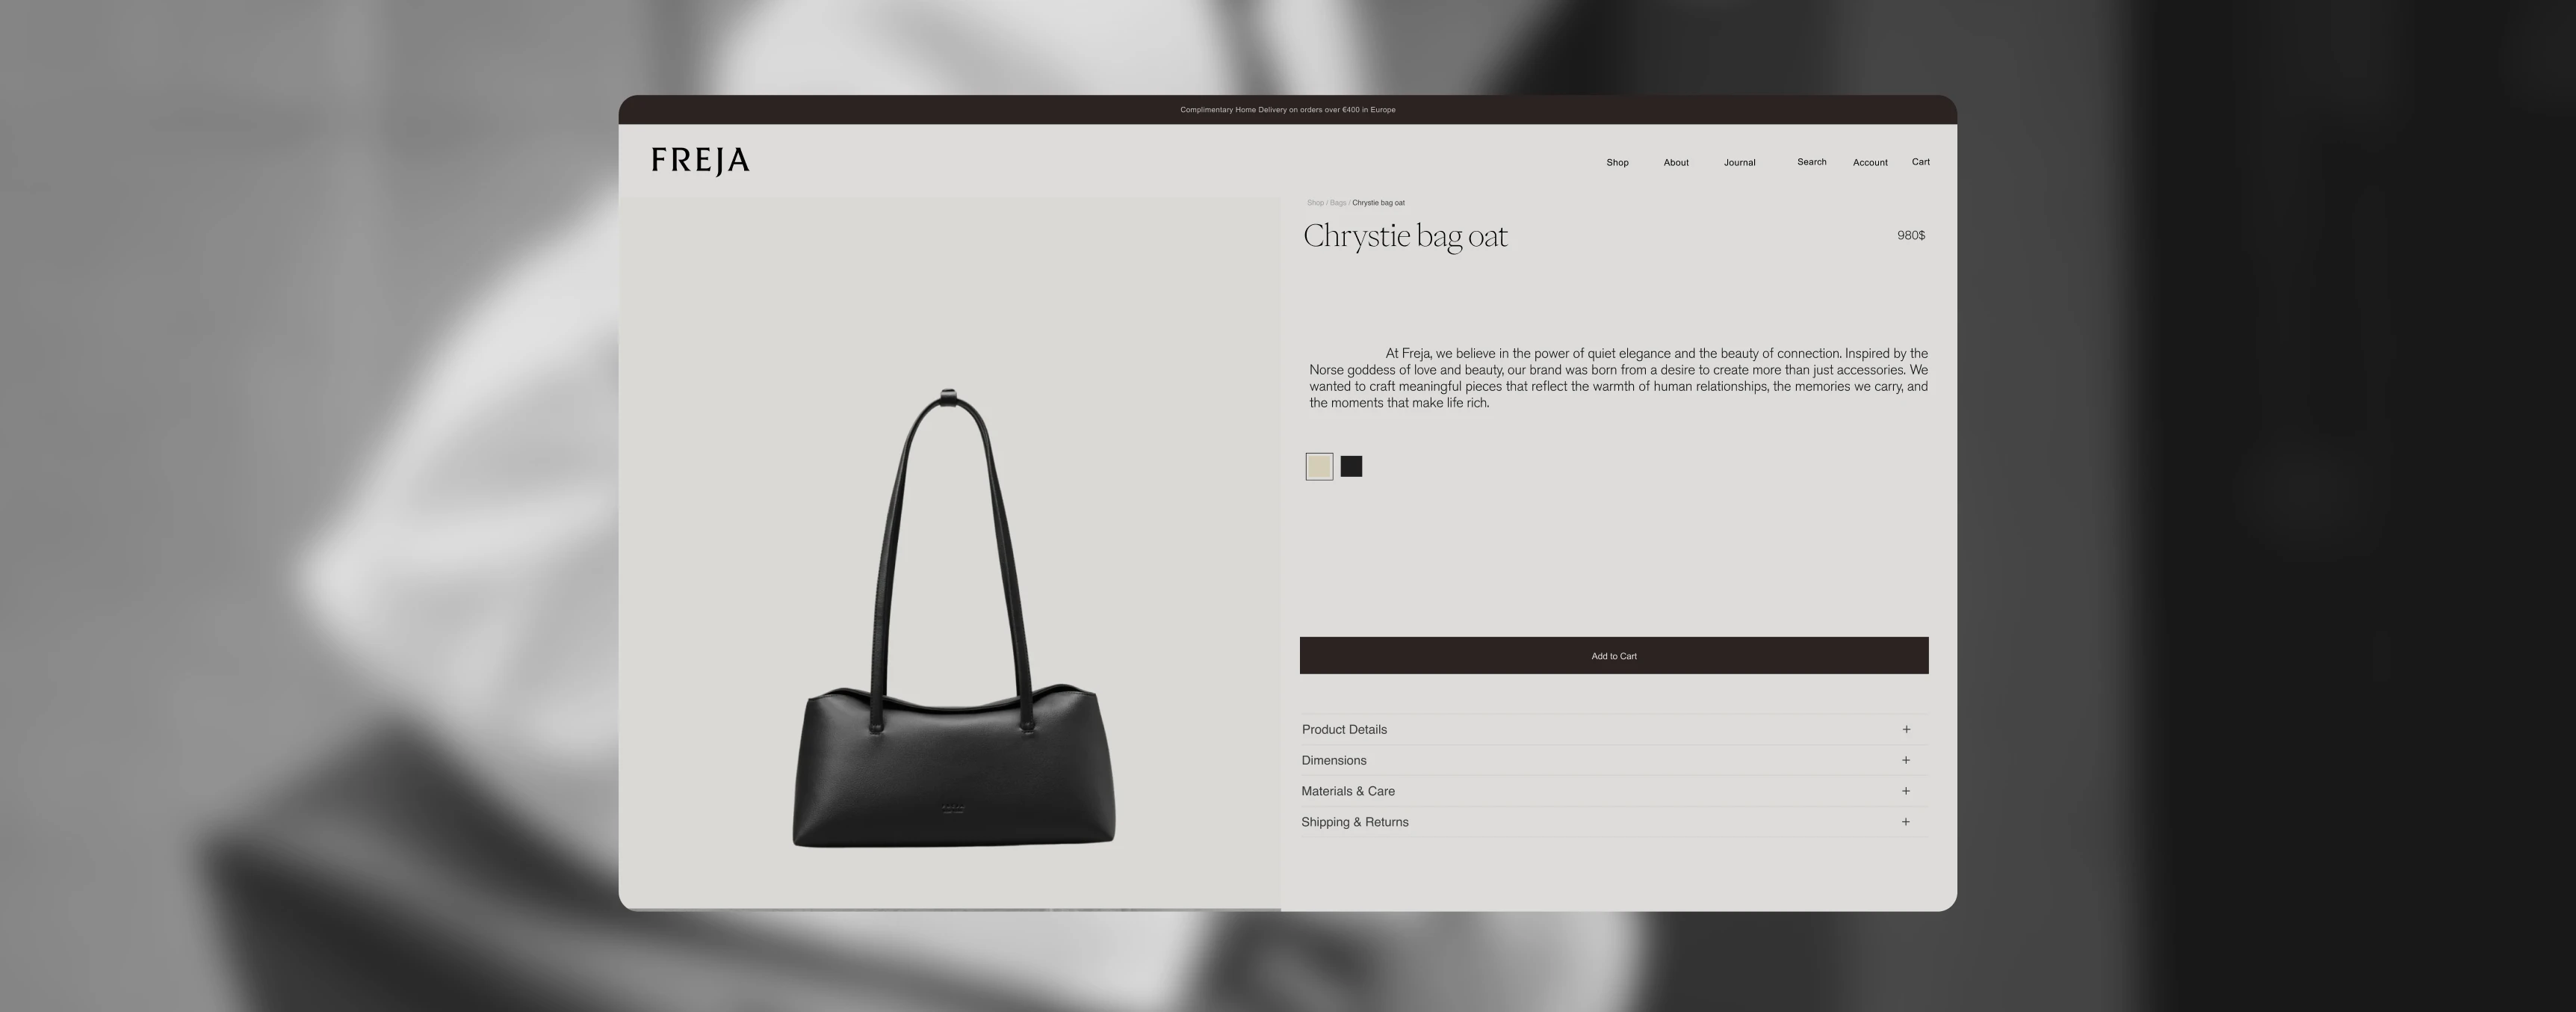 Complimentary Home Delivery on orders over €400 in Europe
FREJA
Shop About Journal Search Account Cart
Shop / Bags / Chrystie bag oat
Chrystie bag oat
980$
At Freja, we believe in the power of quiet elegance and the beauty of connection. Inspired by the
Norse goddess of love and beauty, our brand was born from a desire to create more than just accessories. We
wanted to craft meaningful pieces that reflect the warmth of human relationships, the memories we carry, and
the moments that make life rich.
Add to Cart
Product Details +
Dimensions +
Materials & Care +
Shipping & Returns +